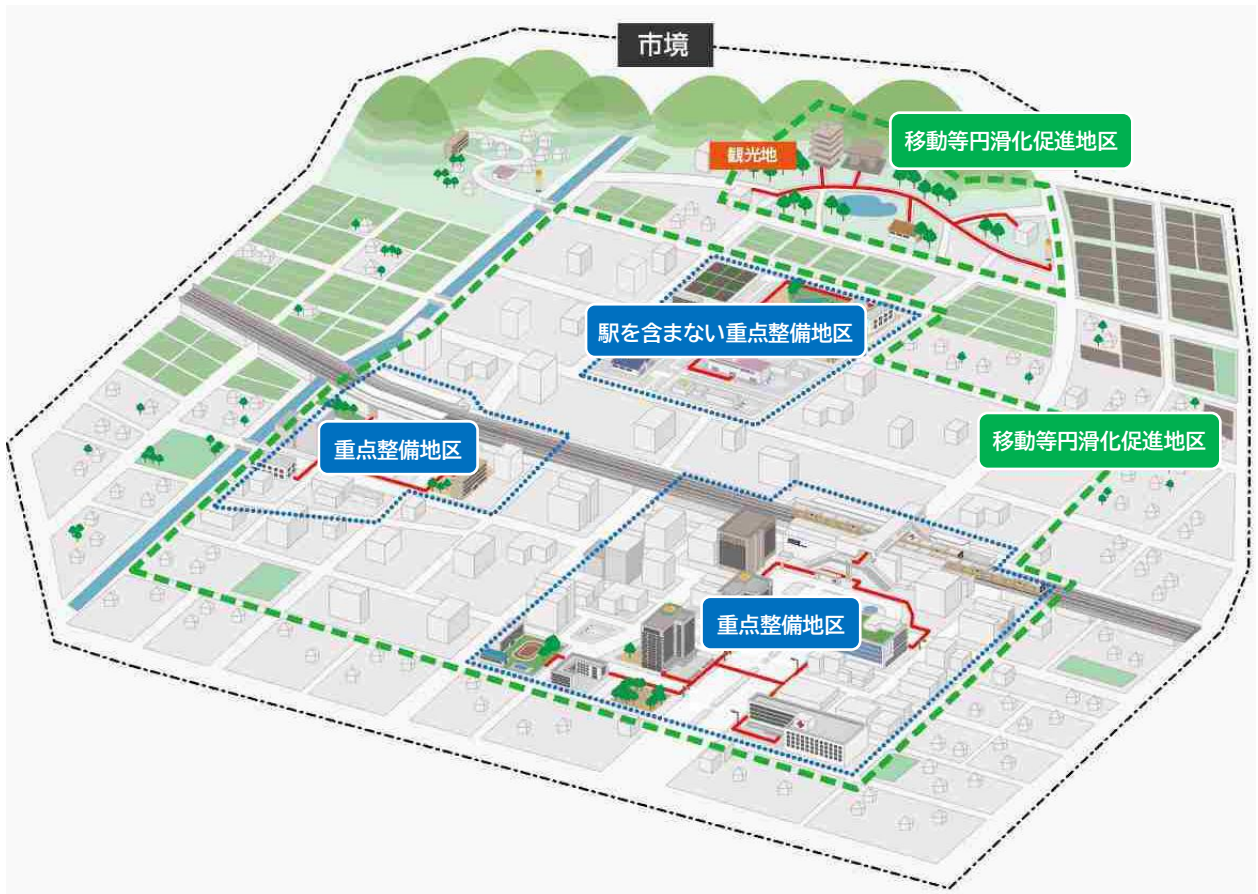 市境
移動等円滑化促進地区
観光地
駅を含まない重点整備地区
移動等円滑化促進地区
重点整備地区
重点整備地区